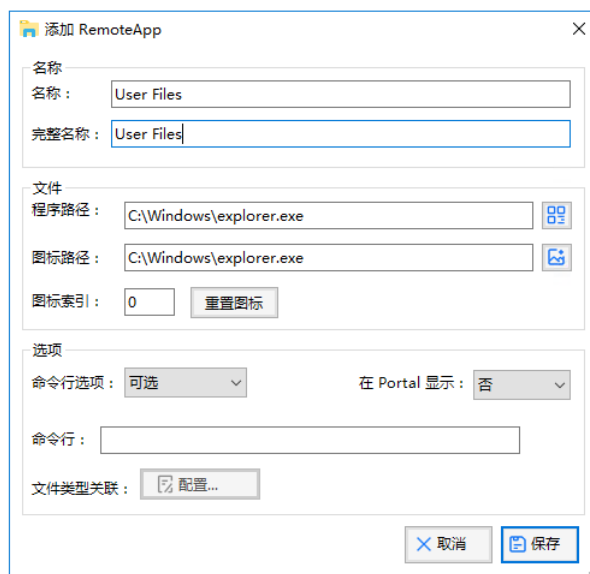 添加 RemoteApp
名称
名称： User Files
完整名称： User Files
文件
程序路径： C:\Windows\explorer.exe
图标路径： C:\Windows\explorer.exe
图标索引： 0 重置图标
选项
命令行选项： 可选 在 Portal 显示： 否
命令行：
文件类型关联： 配置...
取消 保存